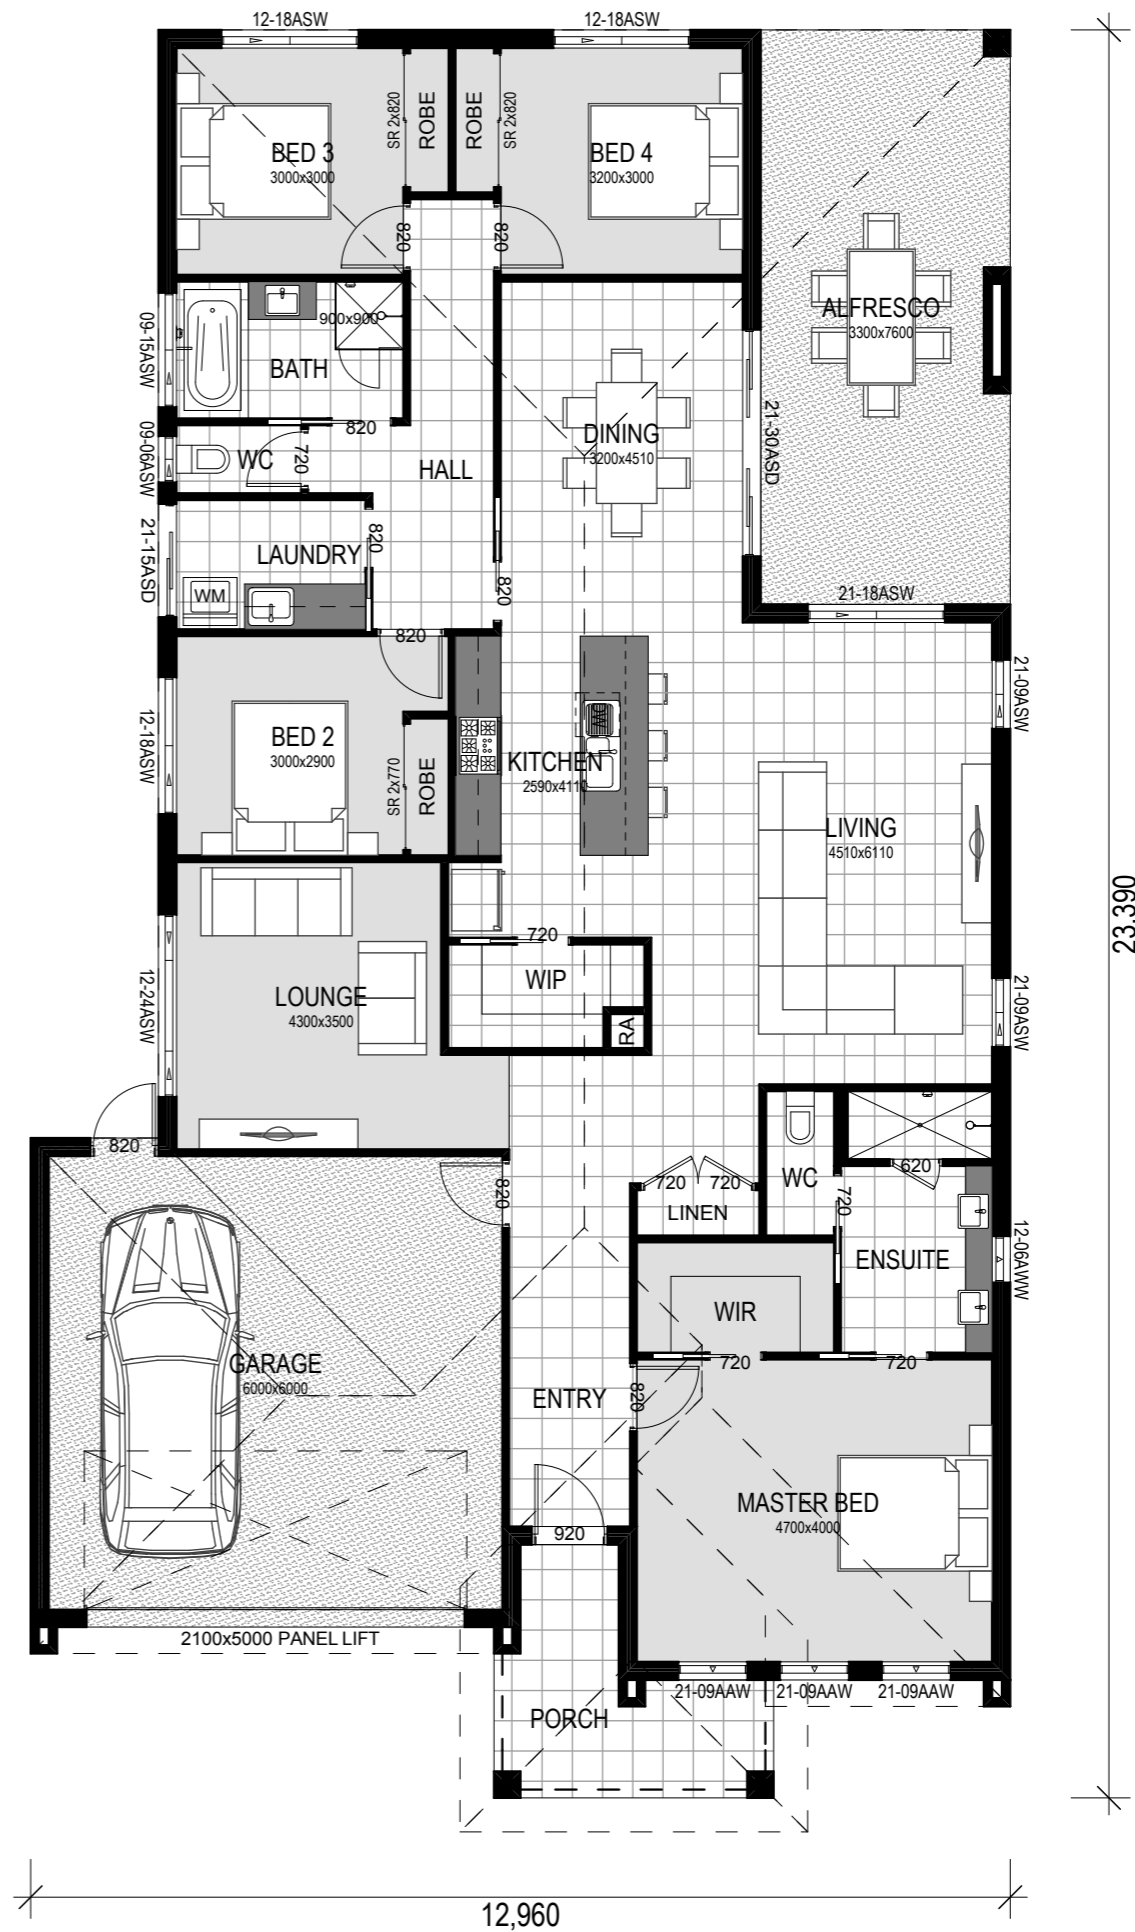 12-18ASW
12-18ASW
BED 3
3000x3000
SR 2x820
ROBE
ROBE
SR 2x820
BED 4
3200x3000
820
820
ALFRESCO
3300x7600
09-15ASW
900x900
BATH
820
09-06ASW
WC
720
HALL
DINING
3200x4510
21-30ASD
21-15ASD
LAUNDRY
820
WM
820
820
21-18ASW
21-09ASW
12-18ASW
BED 2
3000x2900
SR 2x770
ROBE
KITCHEN
2590x4110
DW
LIVING
4510x6110
23,390
12-24ASW
LOUNGE
4300x3500
720
WIP
RA
21-09ASW
820
820
720
720
LINEN
WC
720
620
ENSUITE
12-06AWW
WIR
720
720
GARAGE
6000x6000
ENTRY
820
MASTER BED
4700x4000
920
2100x5000 PANEL LIFT
21-09AAW
21-09AAW
21-09AAW
PORCH
12,960